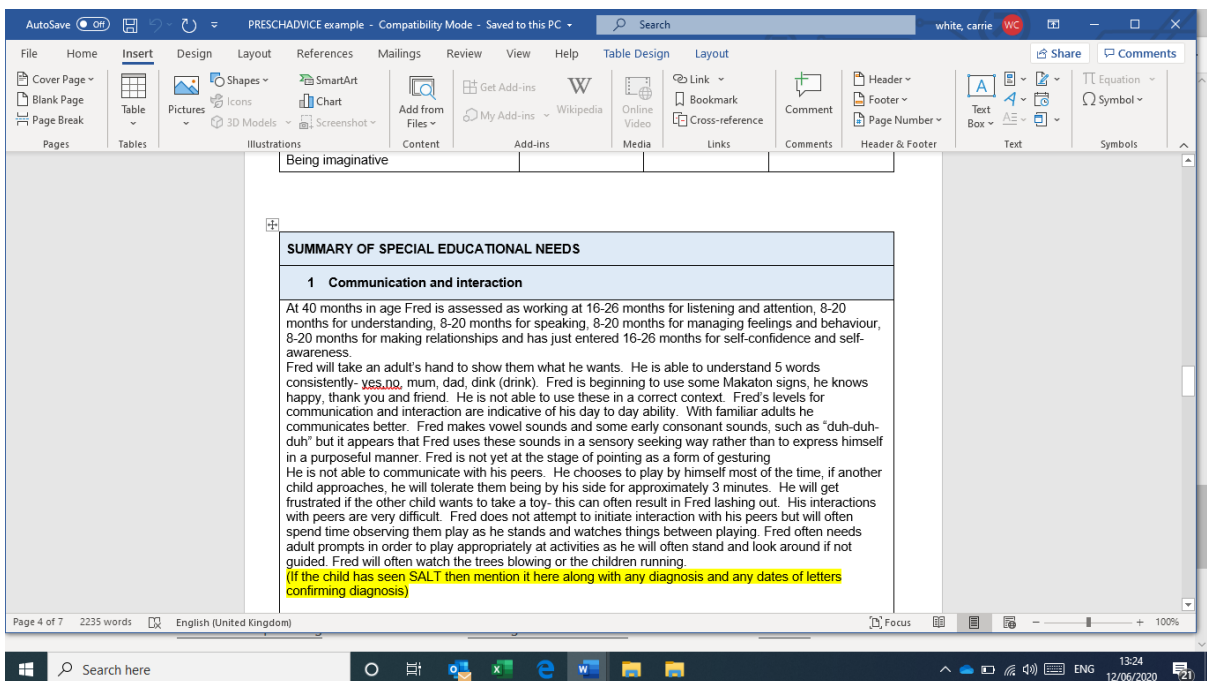 AutoSave Off PRESCHADVICE example - Compatibility Mode - Saved to this PC Search white, carrie WC
File Home Insert Design Layout References Mailings Review View Help Table Design Layout Share Comments
Cover Page
Blank Page
Page Break
Pages
Table
Tables
Pictures
Shapes
Icons
3D Models
SmartArt
Chart
Screenshot
Illustrations
Add from
Files
Content
Get Add-ins
My Add-ins
Wikipedia
Add-ins
Online
Video
Media
Link
Bookmark
Cross-reference
Links
Comment
Comments
Header
Footer
Page Number
Header & Footer
A
Text
Box
Text
Equation
Symbol
Symbols
Being imaginative
SUMMARY OF SPECIAL EDUCATIONAL NEEDS
1 Communication and interaction
At 40 months in age Fred is assessed as working at 16-26 months for listening and attention, 8-20
months for understanding, 8-20 months for speaking, 8-20 months for managing feelings and behaviour,
8-20 months for making relationships and has just entered 16-26 months for self-confidence and self-
awareness.
Fred will take an adult's hand to show them what he wants. He is able to understand 5 words
consistently- yes,no, mum, dad, dink (drink). Fred is beginning to use some Makaton signs, he knows
happy, thank you and friend. He is not able to use these in a correct context. Fred's levels for
communication and interaction are indicative of his day to day ability. With familiar adults he
communicates better. Fred makes vowel sounds and some early consonant sounds, such as "duh-duh-
duh" but it appears that Fred uses these sounds in a sensory seeking way rather than to express himself
in a purposeful manner. Fred is not yet at the stage of pointing as a form of gesturing
He is not able to communicate with his peers. He chooses to play by himself most of the time, if another
child approaches, he will tolerate them being by his side for approximately 3 minutes. He will get
frustrated if the other child wants to take a toy- this can often result in Fred lashing out. His interactions
with peers are very difficult. Fred does not attempt to initiate interaction with his peers but will often
spend time observing them play as he stands and watches things between playing. Fred often needs
adult prompts in order to play appropriately at activities as he will often stand and look around if not
guided. Fred will often watch the trees blowing or the children running.
(If the child has seen SALT then mention it here along with any diagnosis and any dates of letters
confirming diagnosis)
Page 4 of 7 2235 words English (United Kingdom) Focus 100%
Search here ENG 13:24
12/06/2020 21